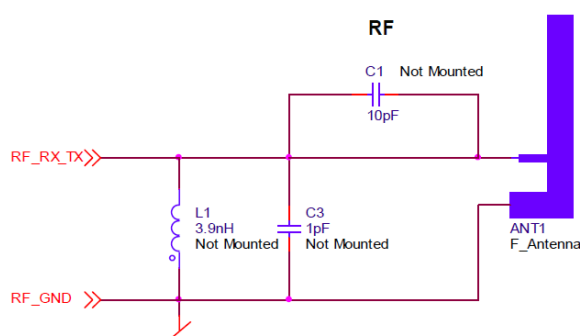 RF
C1 Not Mounted
10pF
RF_RX_TX
L1
3.9nH
Not Mounted
C3
1pF
Not Mounted
ANT1
F_Antenna
RF_GND